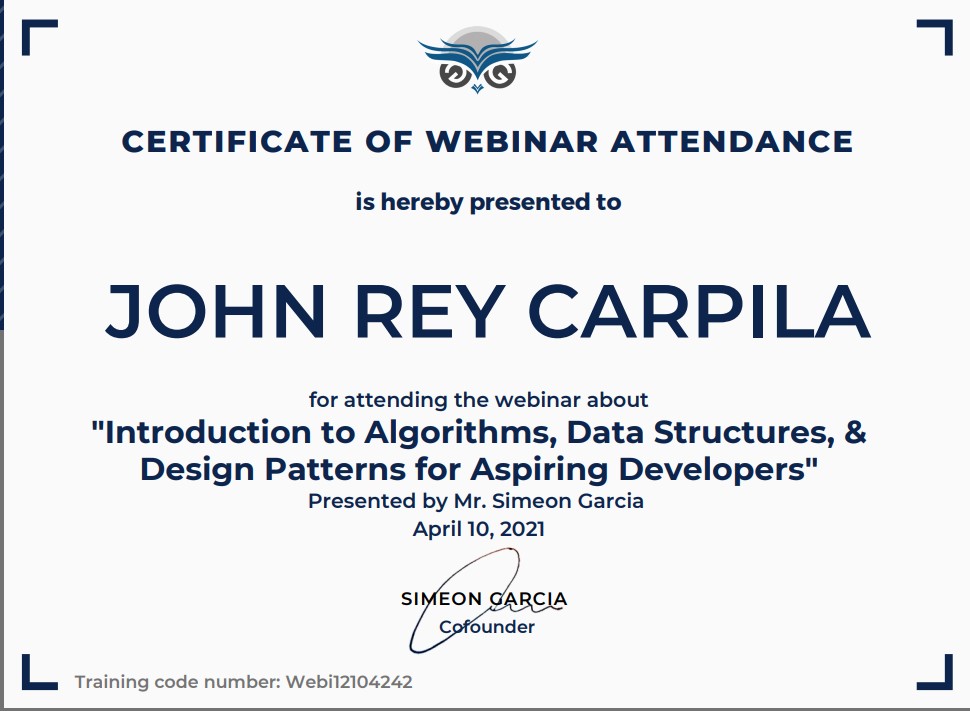 CERTIFICATE OF WEBINAR ATTENDANCE
is hereby presented to
JOHN REY CARPILA
for attending the webinar about
"Introduction to Algorithms, Data Structures, &
Design Patterns for Aspiring Developers"
Presented by Mr. Simeon Garcia
April 10, 2021
SIMEON GARCIA
Cofounder
Training code number: Webi12104242